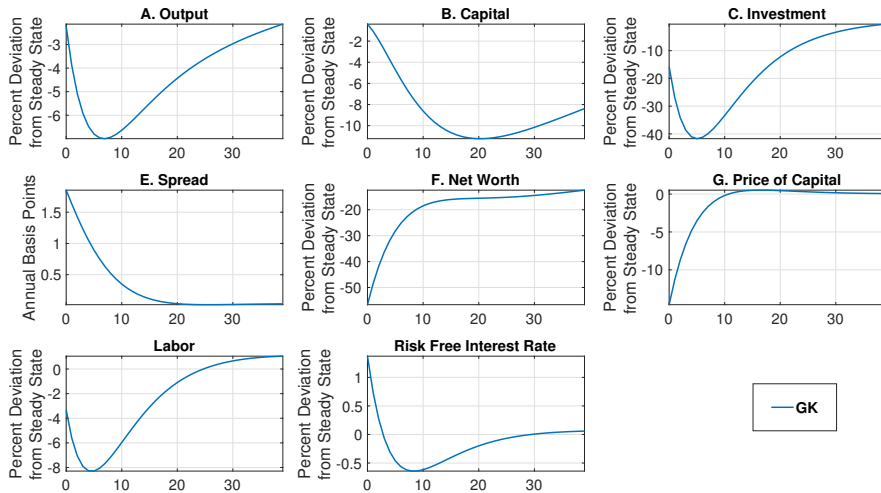 A. Output
Percent Deviation
from Steady State
-3
-4
-5
-6
0
10
20
30
B. Capital
Percent Deviation
from Steady State
-2
-4
-6
-8
-10
0
10
20
30
C. Investment
Percent Deviation
from Steady State
-10
-20
-30
-40
0
10
20
30
E. Spread
Annual Basis Points
1.5
1
0.5
0
10
20
30
F. Net Worth
Percent Deviation
from Steady State
-20
-30
-40
-50
0
10
20
30
G. Price of Capital
Percent Deviation
from Steady State
0
-5
-10
0
10
20
30
Labor
Percent Deviation
from Steady State
0
-2
-4
-6
-8
0
10
20
30
Risk Free Interest Rate
Percent Deviation
from Steady State
1
0.5
0
-0.5
0
10
20
30
GK